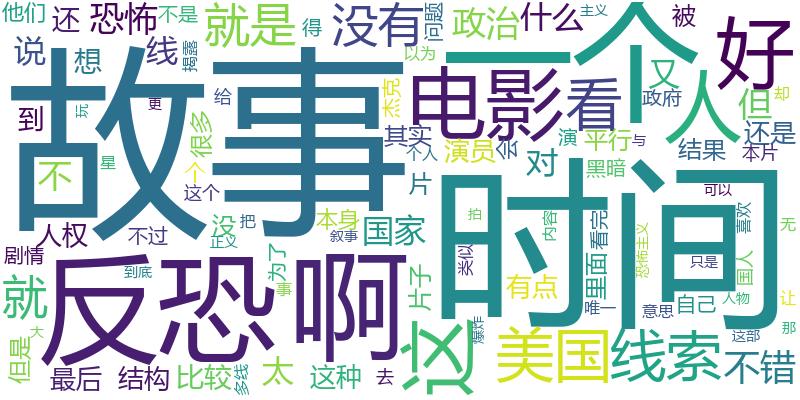 他们
还
恐怖
不是
就是
得
没有
问题
政治
什么
主义
被
一个
好
说
想
线
揭露
以为
故事
电影
看
又
人
但
政府
到
玩
更
给
杰克
很多
其实
演
平行
与
还是
却
不
星
个
个人
演员
会
对
黑暗
结果
本片
这个
片
时间
可以
人权
不过
没
把
本身
国家
拍
内容
看完
喜欢
无
正义
叙事
剧情
反恐
啊
到底
为了
事
片子
类似
有点
里面
恐怖主义
只是
国人
就
这
唯一
意思
自己
人物
让
但是
大
爆炸
这部
那
美国
线索
不错
最后
结构
比较
多线
太
这种
去